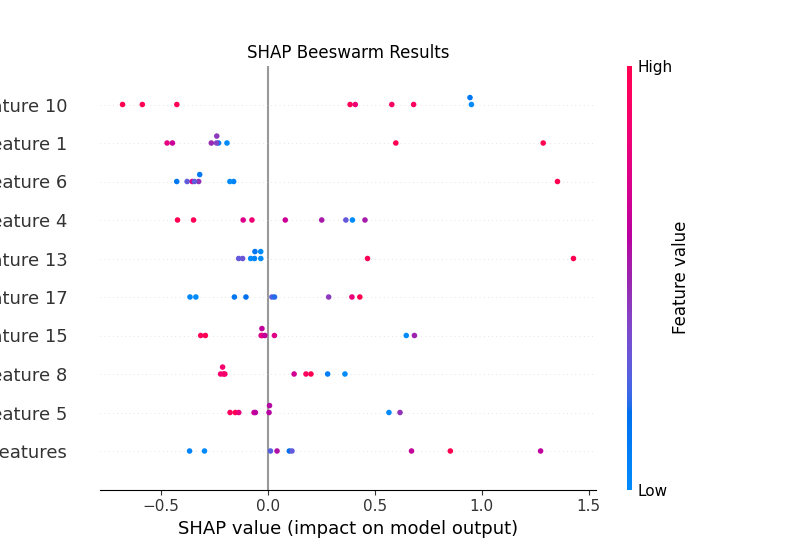 SHAP Beeswarm Results
High
ature 10
eature 1
eature 6
eature 4
ature 13
ature 17
ature 15
eature 8
eature 5
eatures
Feature value
Low
−0.5 0.0 0.5 1.0 1.5
SHAP value (impact on model output)